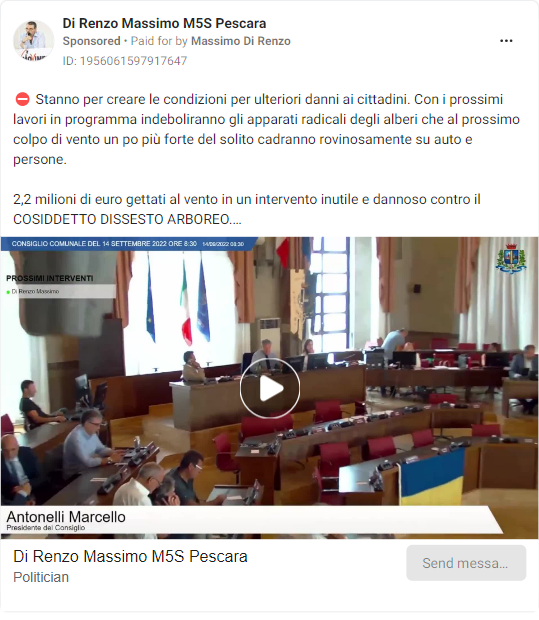 Di Renzo Massimo M5S Pescara
Sponsored • Paid for by Massimo Di Renzo
ID: 1956061597917647
⛔ Stanno per creare le condizioni per ulteriori danni ai cittadini. Con i prossimi
lavori in programma indeboliranno gli apparati radicali degli alberi che al prossimo
colpo di vento un po più forte del solito cadranno rovinosamente su auto e
persone.
2,2 milioni di euro gettati al vento in un intervento inutile e dannoso contro il
COSIDDETTO DISSESTO ARBOREO....
CONSIGLIO COMUNALE DEL 14 SETTEMBRE 2022 ORE 8:30 14/09/2022 09:30
PROSSIMI INTERVENTI
Di Renzo Massimo
Antonelli Marcello
Presidente del Consiglio
Di Renzo Massimo M5S Pescara
Politician
Send messa...